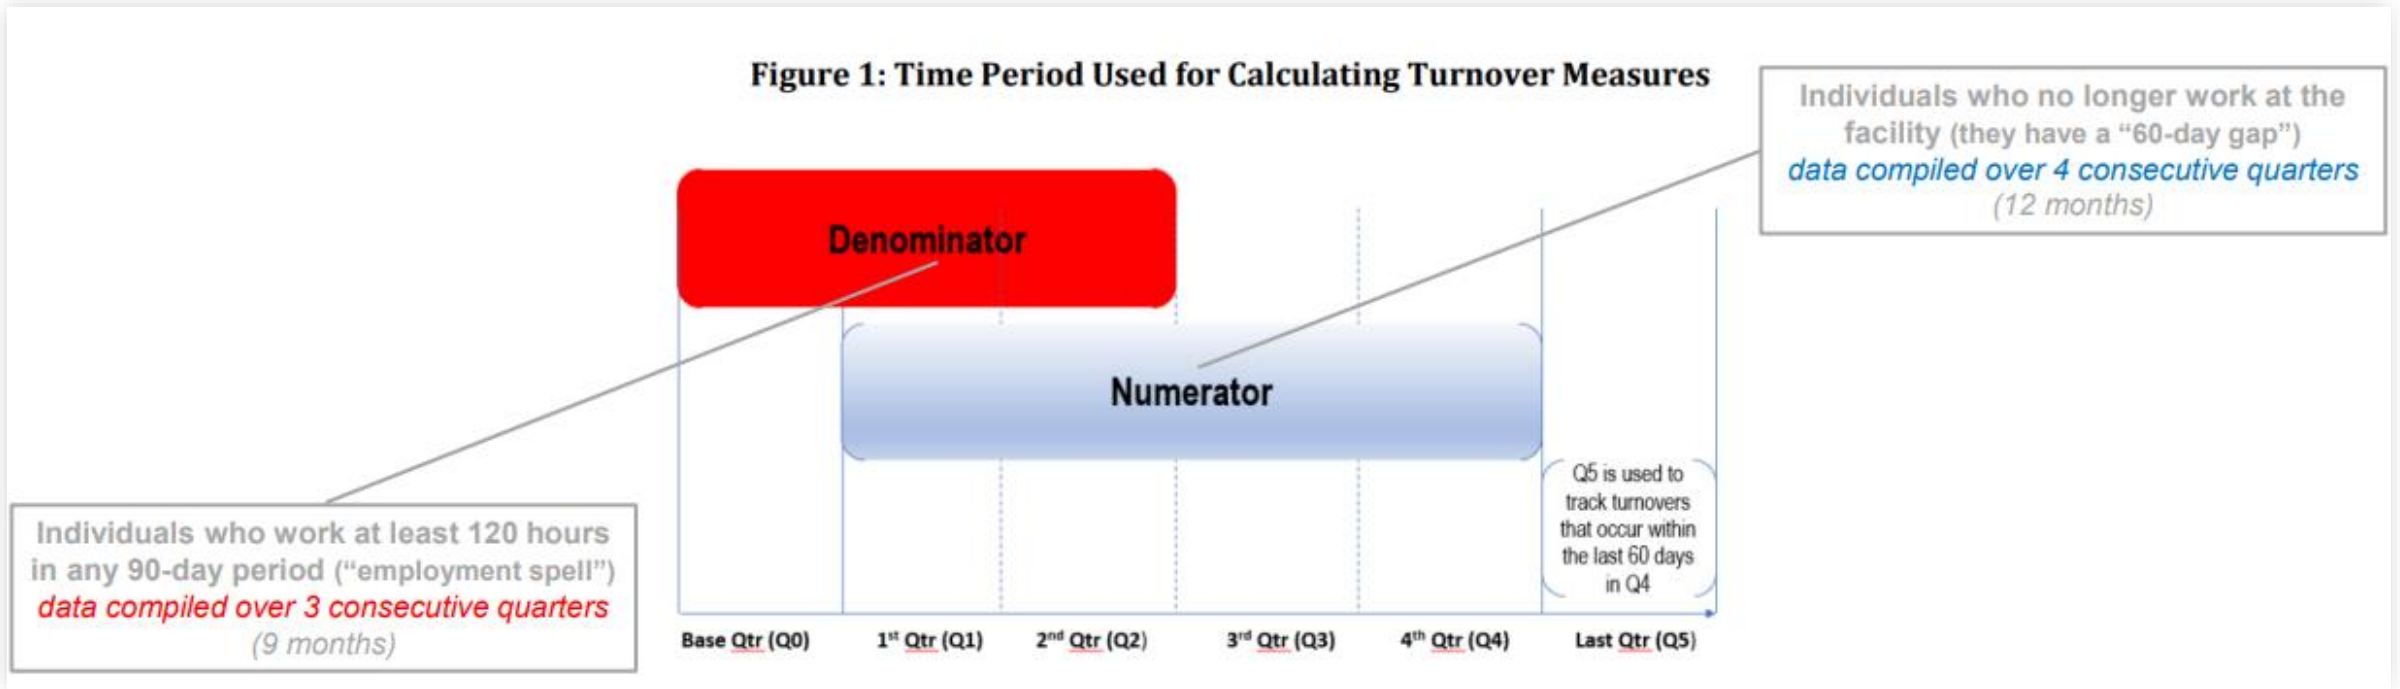 Figure 1: Time Period Used for Calculating Turnover Measures
Individuals who no longer work at the
facility (they have a “60-day gap”)
data compiled over 4 consecutive quarters
(12 months)
Denominator
Numerator
Q5 is used to
track turnovers
that occur within
the last 60 days
in Q4
Individuals who work at least 120 hours
in any 90-day period (“employment spell”)
data compiled over 3 consecutive quarters
(9 months)
Base Qtr (Q0) 1st Qtr (Q1) 2nd Qtr (Q2) 3rd Qtr (Q3) 4th Qtr (Q4) Last Qtr (Q5)